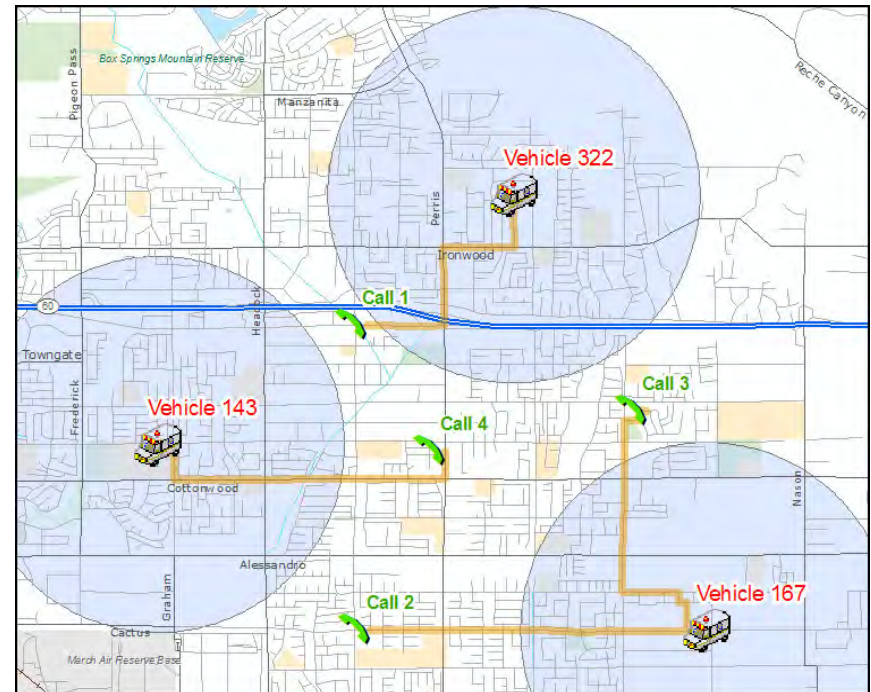 Box Springs Mountain Reserve
Pigeon Pass
Manzanita
Reche Canyon
Vehicle 322
Perris
Ironwood
Call 1
60
Heacock
Towngate
Frederick
Vehicle 143
Call 3
Call 4
Cottonwood
Nason
Alessandro
Graham
Call 2
Vehicle 167
Cactus
March Air Reserve Base